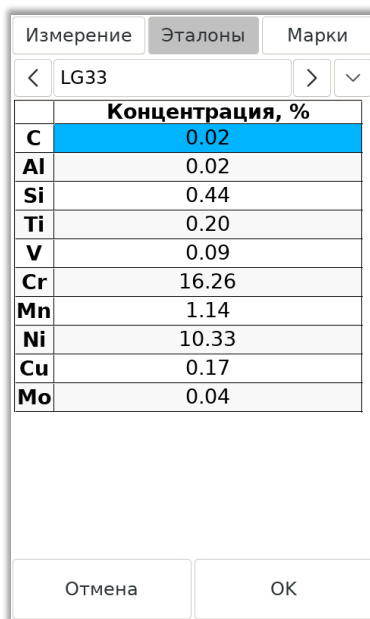 Измерение Эталоны Марки
LG33
Концентрация, %
C 0.02
Al 0.02
Si 0.44
Ti 0.20
V 0.09
Cr 16.26
Mn 1.14
Ni 10.33
Cu 0.17
Mo 0.04
Отмена OK